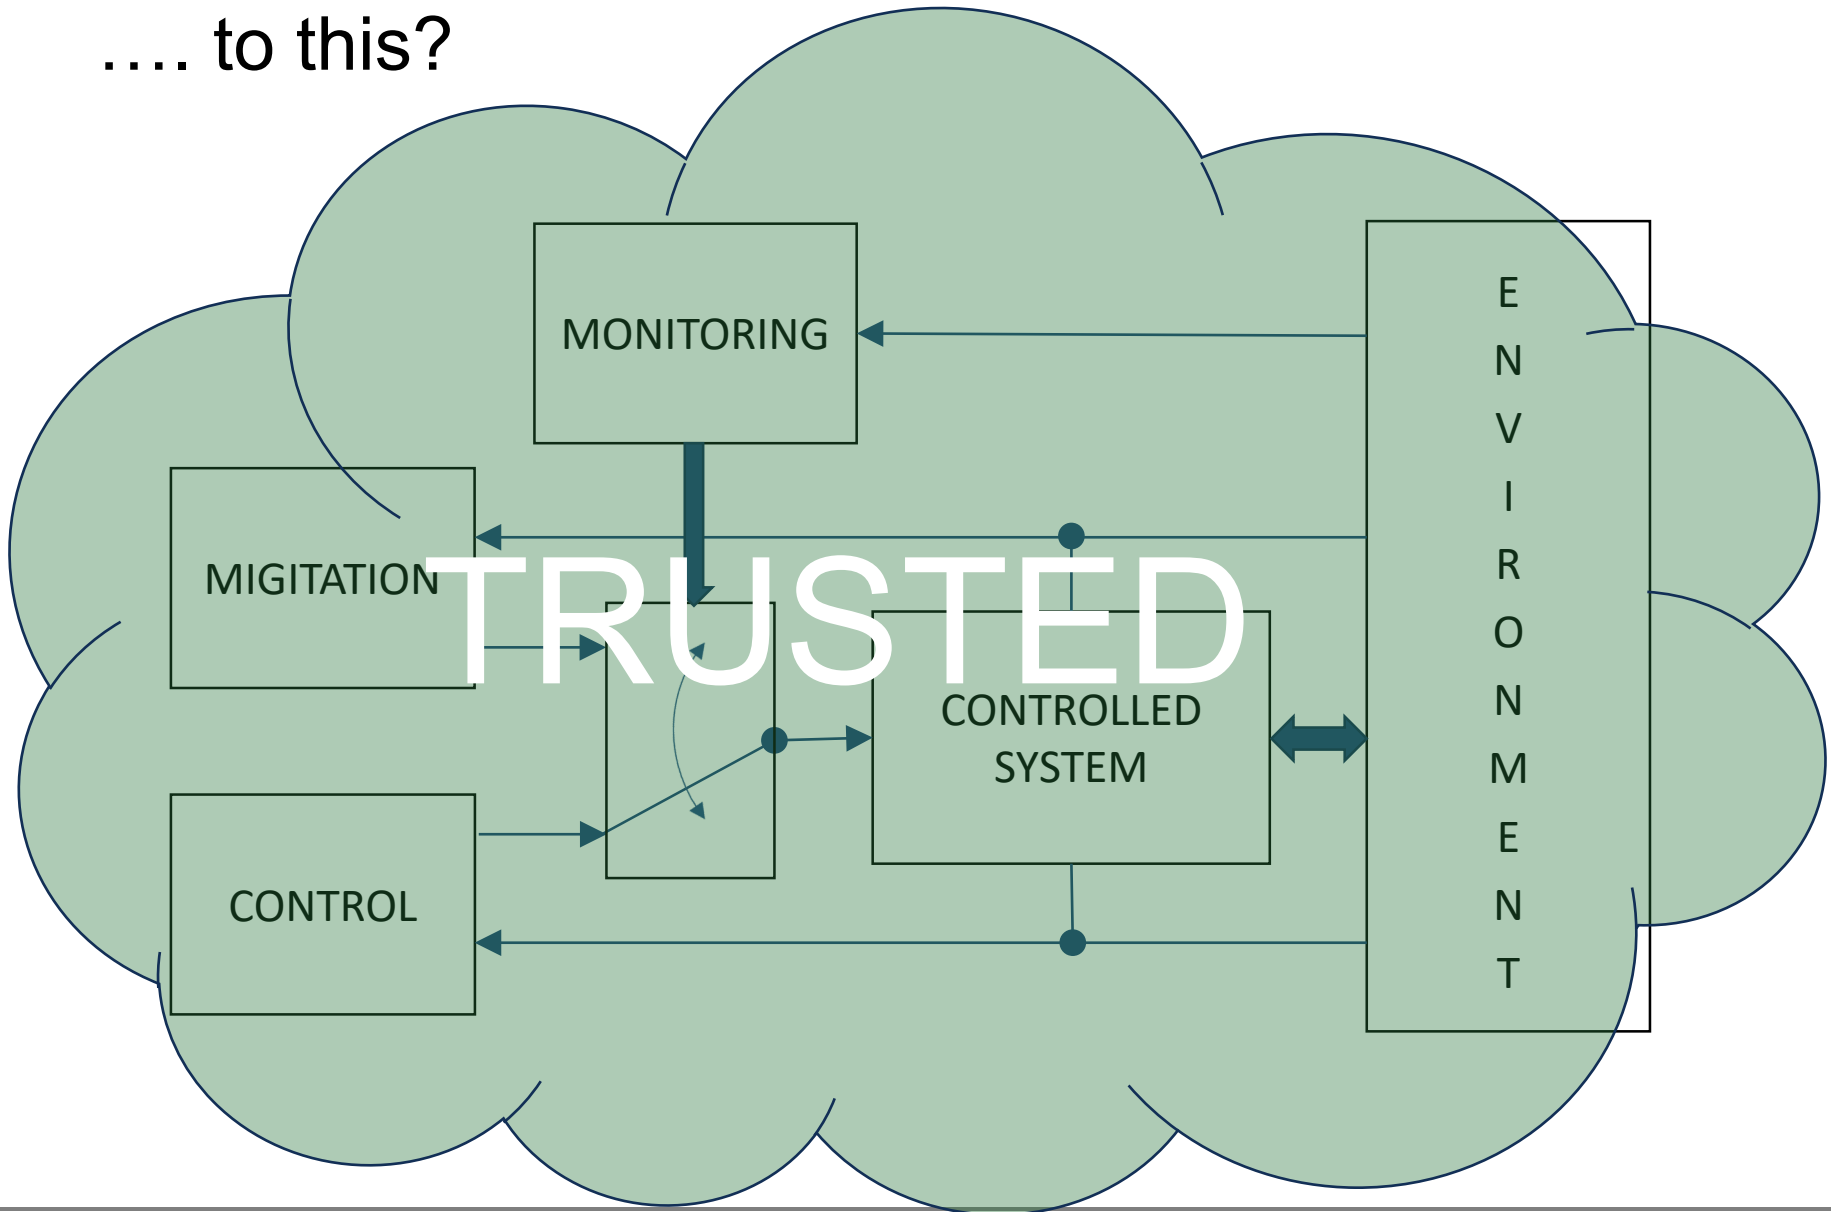 .... to this?
MONITORING
MIGITATION
TRUSTED
CONTROLLED
SYSTEM
CONTROL
E
N
V
I
R
O
N
M
E
N
T